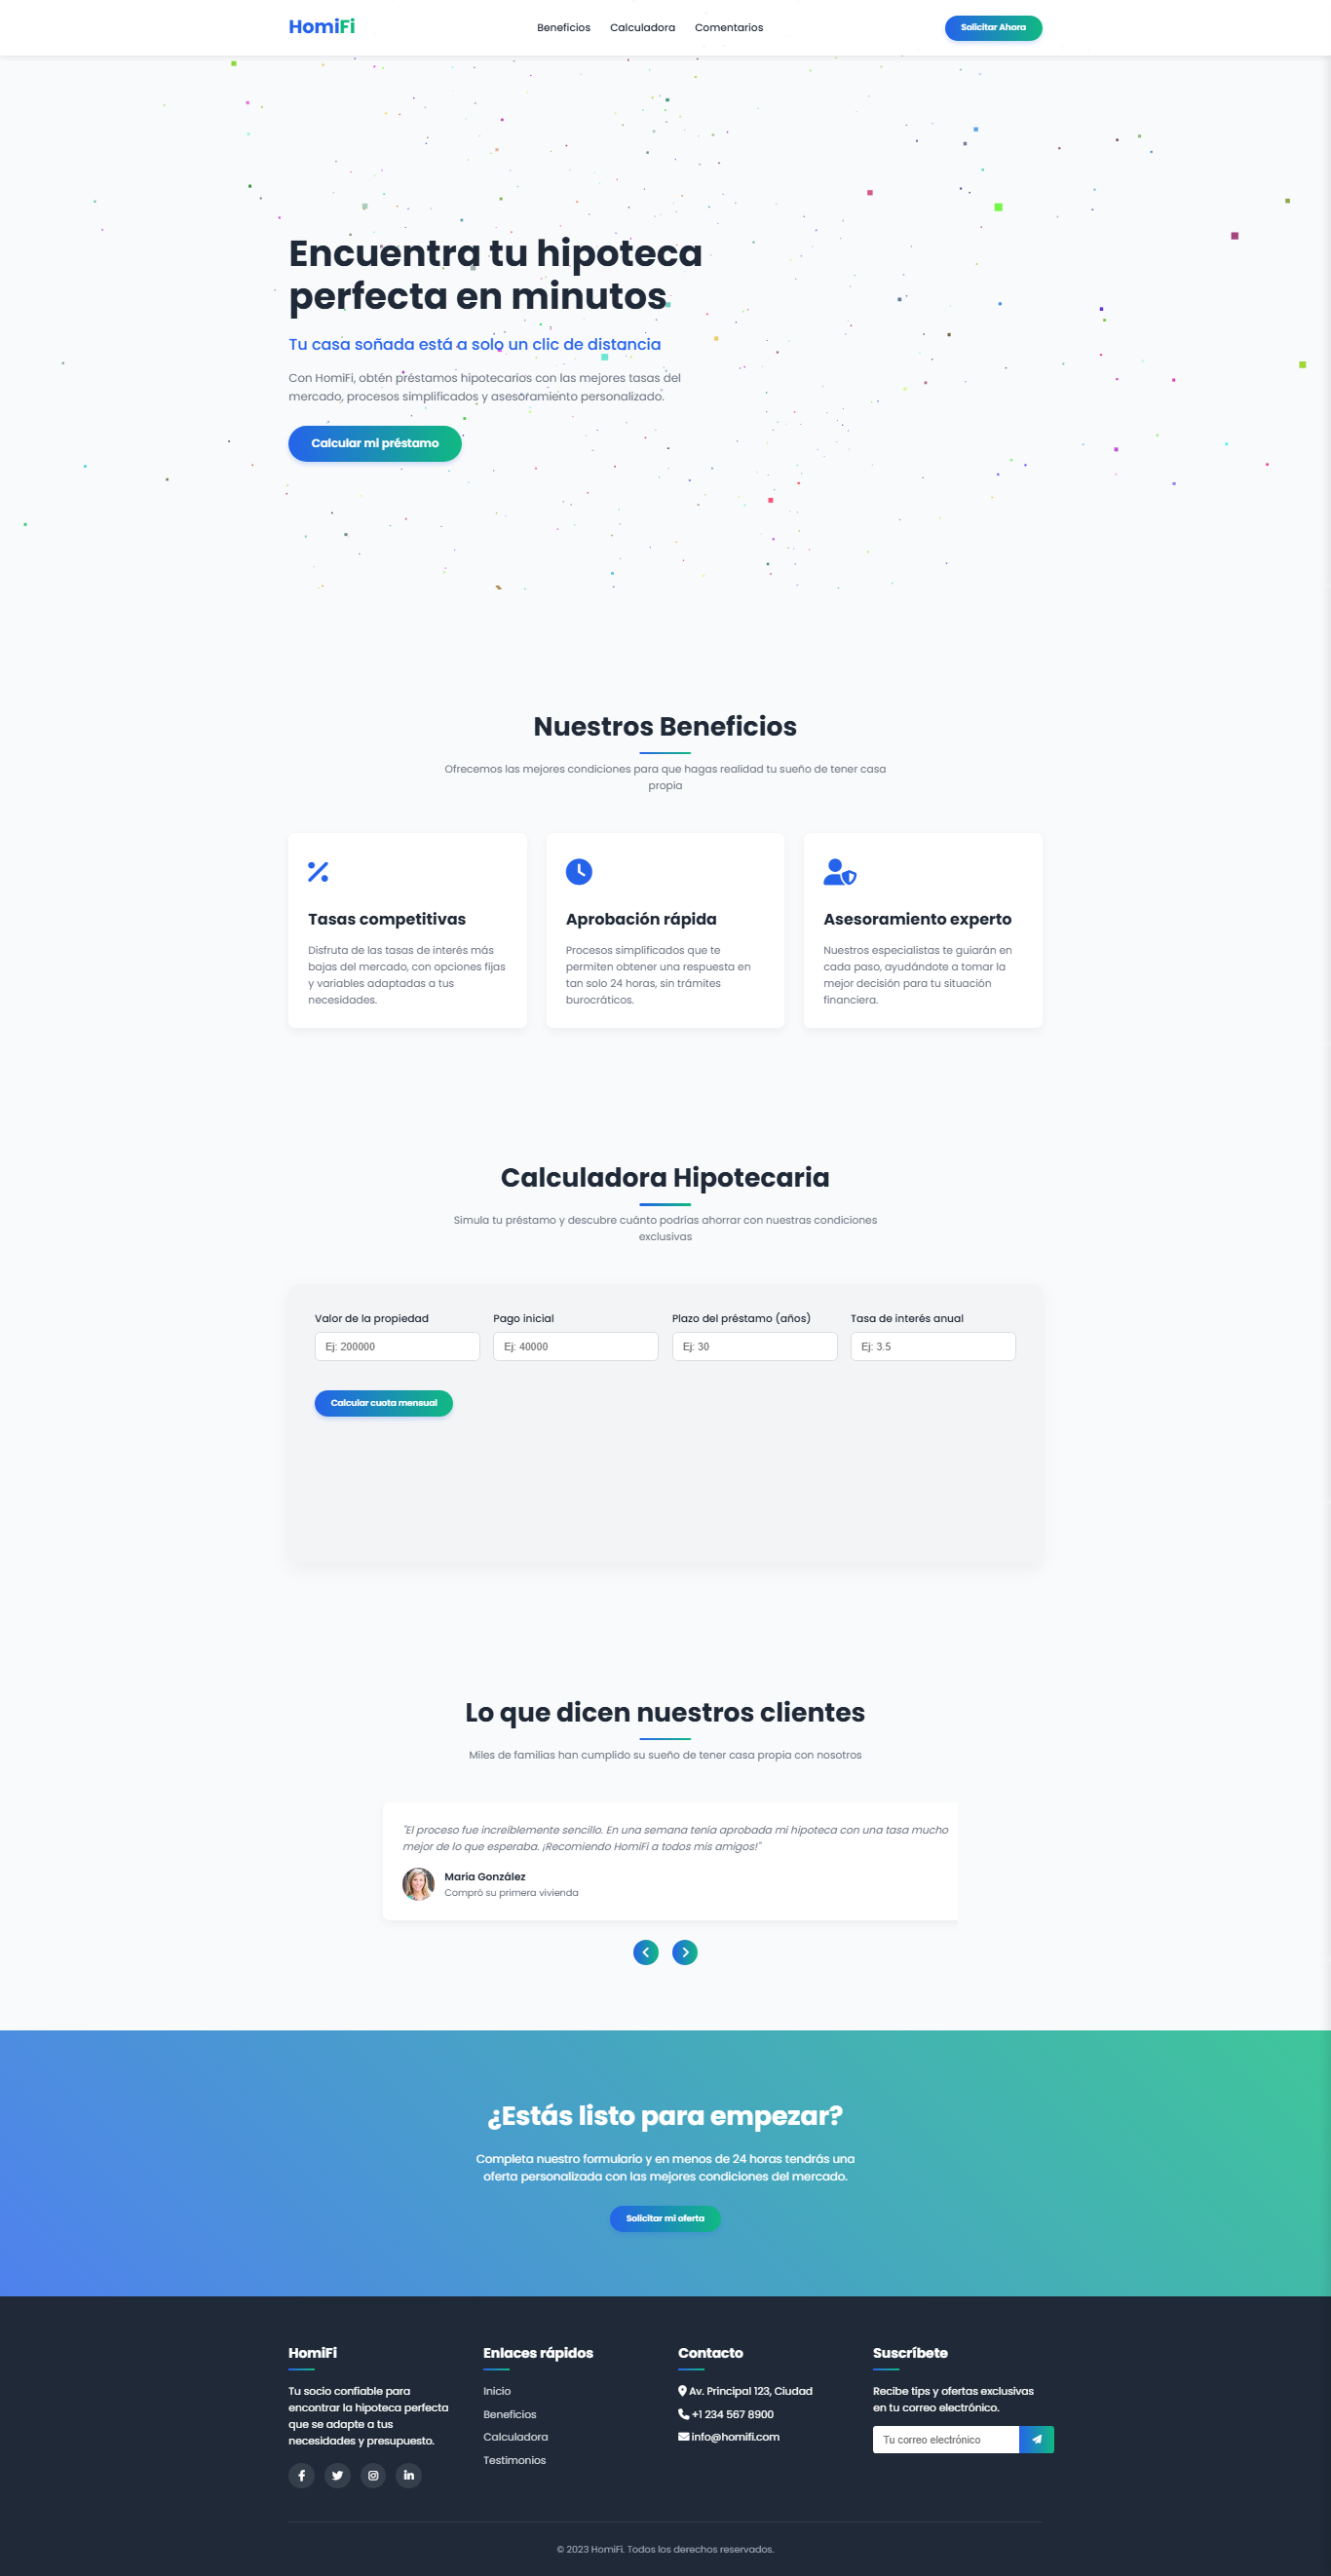 HomiFi
Beneficios
Calculadora
Comentarios
Solicitar Ahora
Encuentra tu hipoteca
perfecta en minutos
Tu casa soñada está a solo un clic de distancia
Con HomiFi, obtén préstamos hipotecarios con las mejores tasas del
mercado, procesos simplificados y asesoramiento personalizado.
Calcular mi préstamo
Nuestros Beneficios
Ofrecemos las mejores condiciones para que hagas realidad tu sueño de tener casa
propia
Tasas competitivas
Disfruta de las tasas de interés más
bajas del mercado, con opciones fijas
y variables adaptadas a tus
necesidades.
Aprobación rápida
Procesos simplificados que te
permiten obtener una respuesta en
tan solo 24 horas, sin trámites
burocráticos.
Asesoramiento experto
Nuestros especialistas te guiarán en
cada paso, ayudándote a tomar la
mejor decisión para tu situación
financiera.
Calculadora Hipotecaria
Simula tu préstamo y descubre cuánto podrías ahorrar con nuestras condiciones
exclusivas
Valor de la propiedad
Ej: 200000
Pago inicial
Ej: 40000
Plazo del préstamo (años)
Ej: 30
Tasa de interés anual
Ej: 3.5
Calcular cuota mensual
Lo que dicen nuestros clientes
Miles de familias han cumplido su sueño de tener casa propia con nosotros
"El proceso fue increíblemente sencillo. En una semana tenía aprobada mi hipoteca con una tasa mucho
mejor de lo que esperaba. ¡Recomiendo HomiFi a todos mis amigos!"
María González
Compró su primera vivienda
¿Estás listo para empezar?
Completa nuestro formulario y en menos de 24 horas tendrás una
oferta personalizada con las mejores condiciones del mercado.
Solicitar mi oferta
HomiFi
Tu socio confiable para
encontrar la hipoteca perfecta
que se adapte a tus
necesidades y presupuesto.
Enlaces rápidos
Inicio
Beneficios
Calculadora
Testimonios
Contacto
Av. Principal 123, Ciudad
+1 234 567 8900
info@homifi.com
Suscríbete
Recibe tips y ofertas exclusivas
en tu correo electrónico.
Tu correo electrónico
© 2023 HomiFi. Todos los derechos reservados.